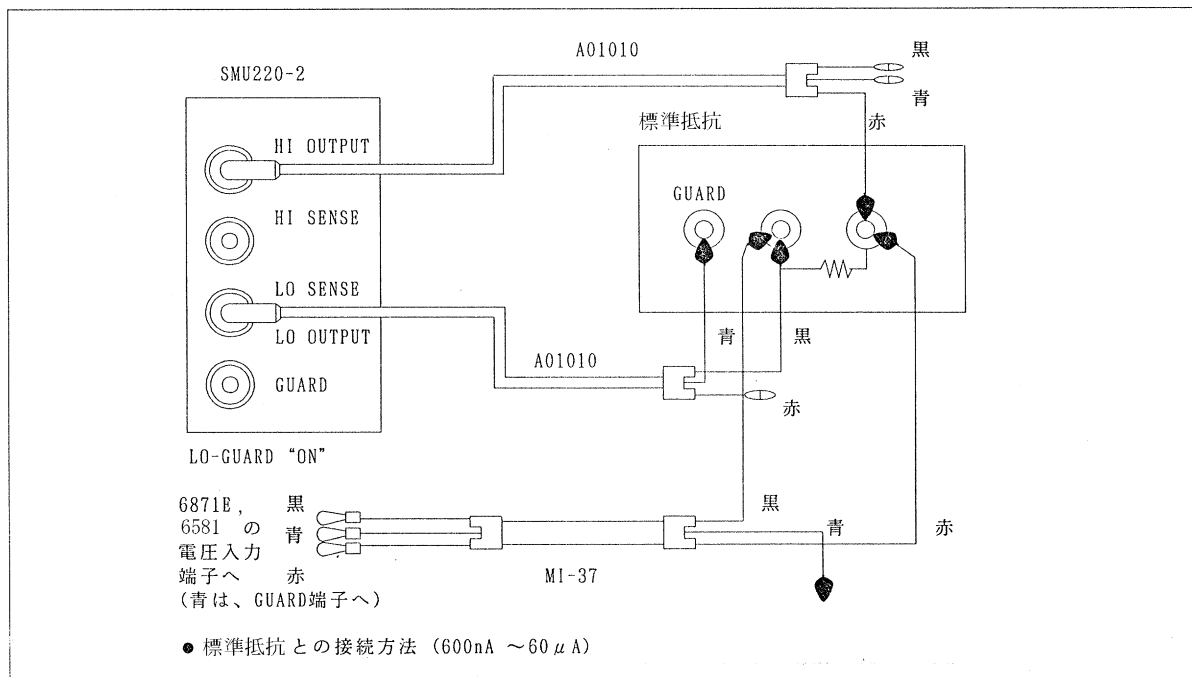 A01010
黒
青
赤
SMU220-2
標準抵抗
HI OUTPUT
GUARD
HI SENSE
LO SENSE
LO OUTPUT
青
黒
A01010
GUARD
赤
LO-GUARD “ON”
6871E, 黒
6581 の 青
電圧入力
端子へ 赤
(青は、GUARD端子へ)
黒
青
赤
MI-37
● 標準抵抗との接続方法 (600nA ～60μA)